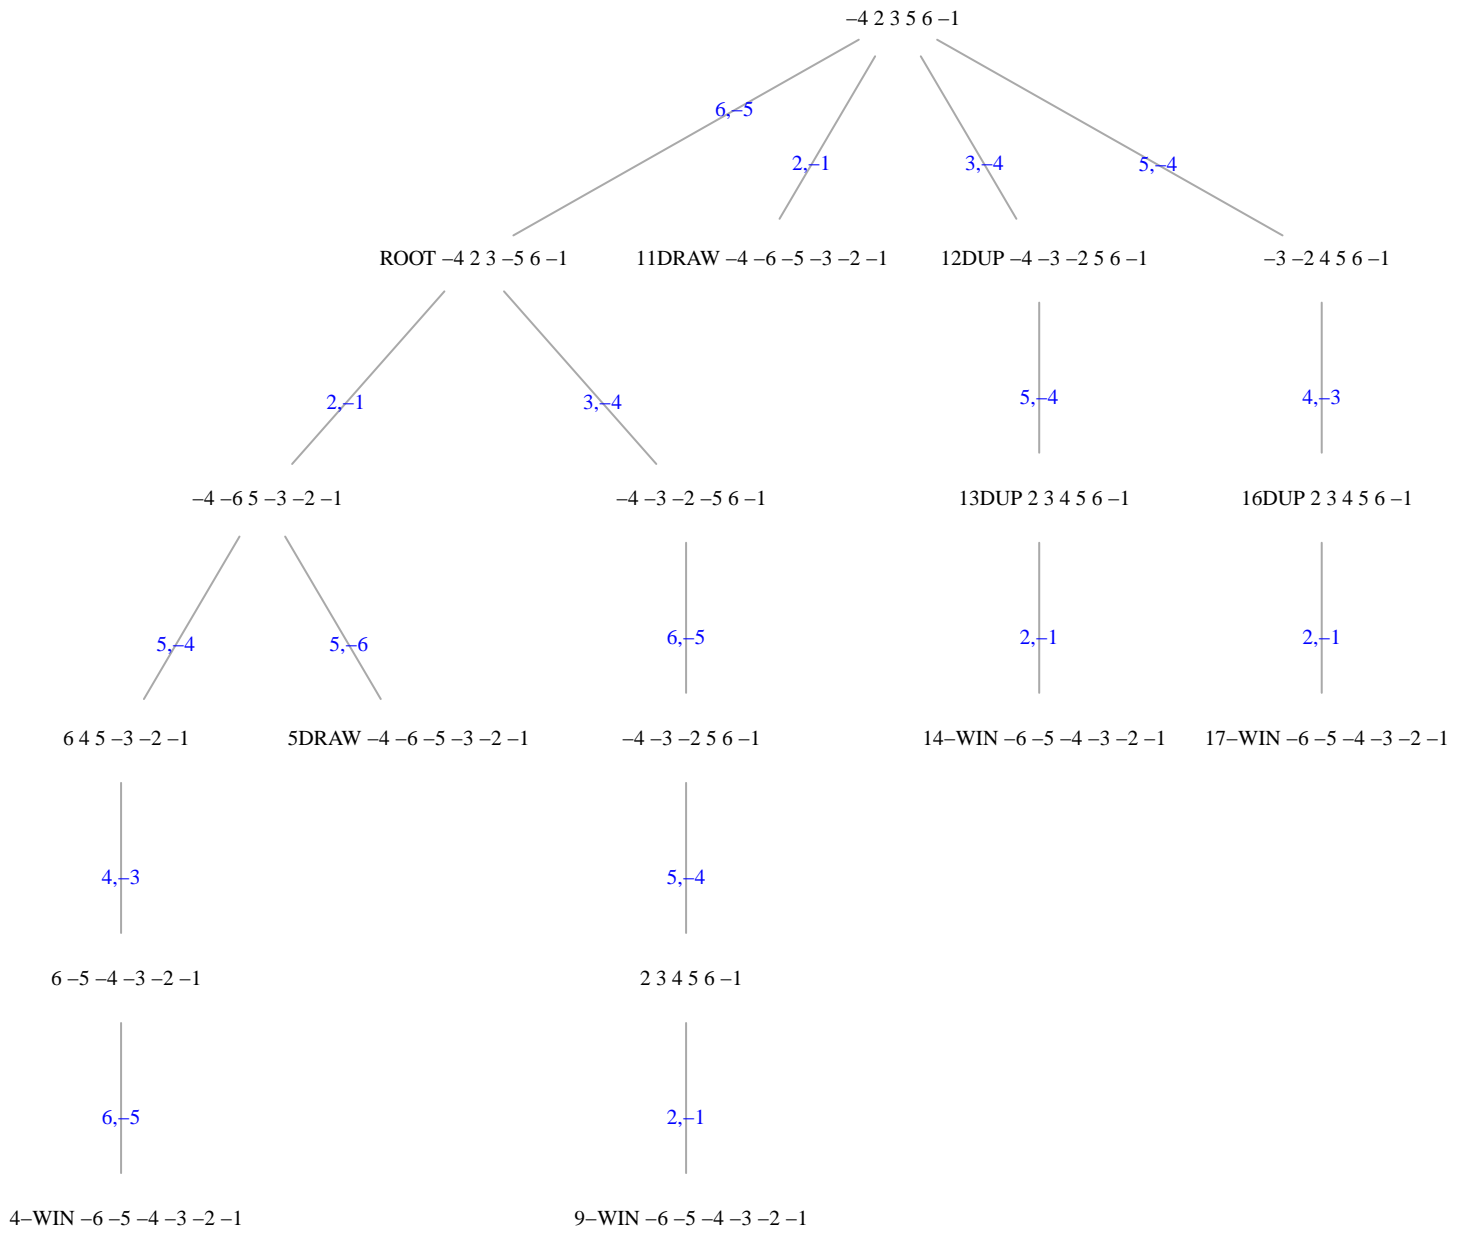 –4 2 3 5 6 –1
6,–5
2,–1
3,–4
5,–4
ROOT –4 2 3 –5 6 –1
11DRAW –4 –6 –5 –3 –2 –1
12DUP –4 –3 –2 5 6 –1
–3 –2 4 5 6 –1
2,–1
3,–4
5,–4
4,–3
–4 –6 5 –3 –2 –1
–4 –3 –2 –5 6 –1
13DUP 2 3 4 5 6 –1
16DUP 2 3 4 5 6 –1
5,–4
5,–6
6,–5
2,–1
2,–1
6 4 5 –3 –2 –1
5DRAW –4 –6 –5 –3 –2 –1
–4 –3 –2 5 6 –1
14–WIN –6 –5 –4 –3 –2 –1
17–WIN –6 –5 –4 –3 –2 –1
4,–3
5,–4
6 –5 –4 –3 –2 –1
2 3 4 5 6 –1
6,–5
2,–1
4–WIN –6 –5 –4 –3 –2 –1
9–WIN –6 –5 –4 –3 –2 –1